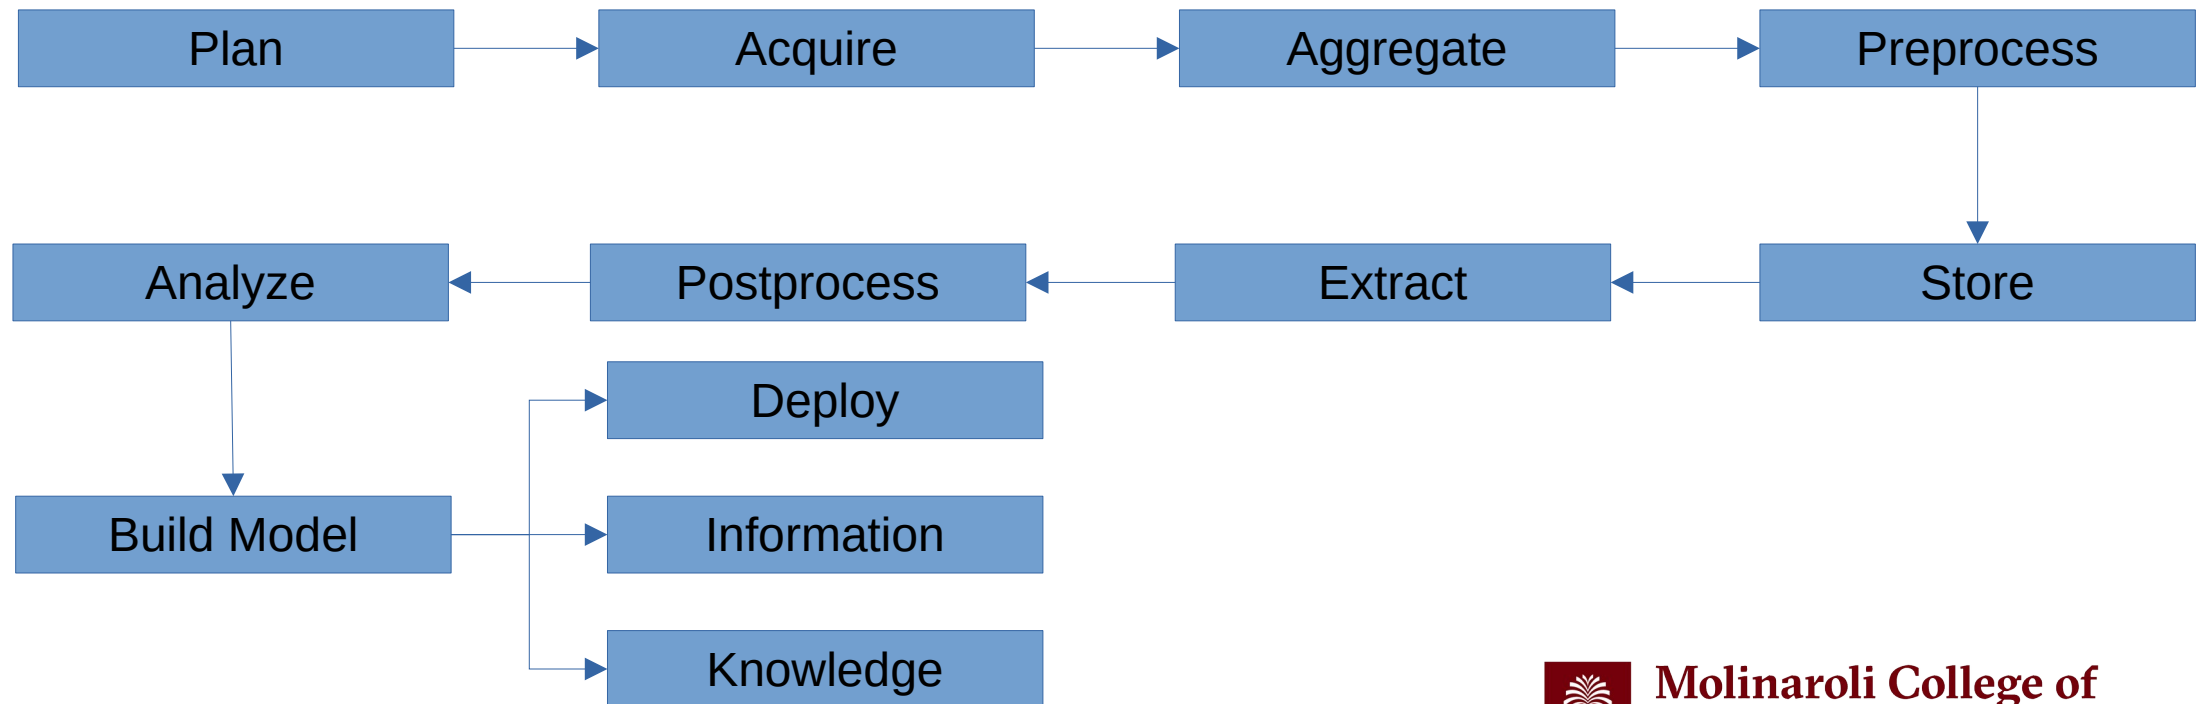 Plan
Acquire
Aggregate
Preprocess
Analyze
Postprocess
Extract
Store
Deploy
Build Model
Information
Knowledge
Molinaroli College of